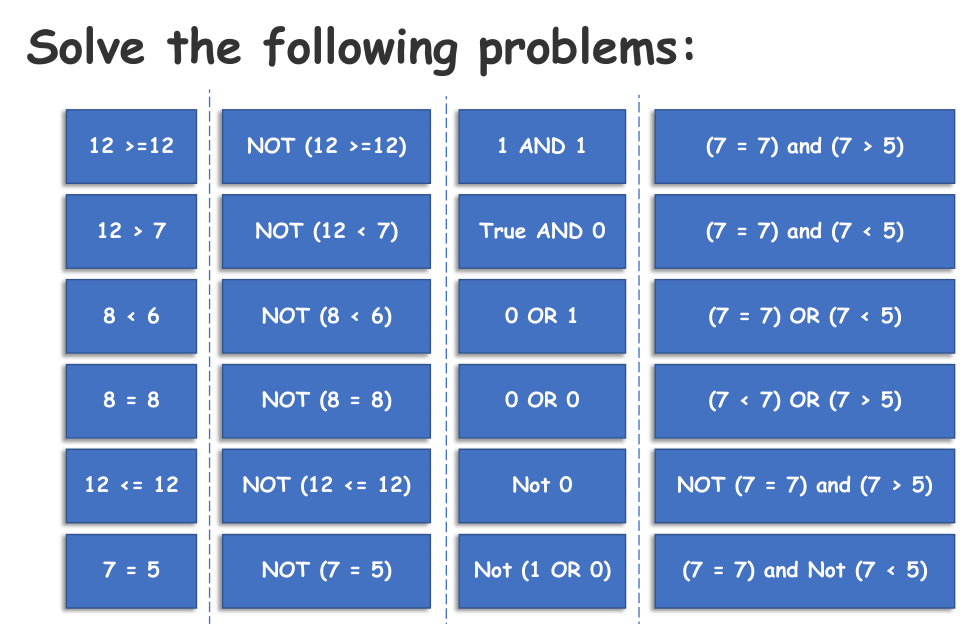 Solve the following problems:
12 >=12
NOT (12 >=12)
1 AND 1
(7 = 7) and (7 > 5)
12 > 7
NOT (12 < 7)
True AND 0
(7 = 7) and (7 < 5)
8 < 6
NOT (8 < 6)
0 OR 1
(7 = 7) OR (7 < 5)
8 = 8
NOT (8 = 8)
0 OR 0
(7 < 7) OR (7 > 5)
12 <= 12
NOT (12 <= 12)
Not 0
NOT (7 = 7) and (7 > 5)
7 = 5
NOT (7 = 5)
Not (1 OR 0)
(7 = 7) and Not (7 < 5)